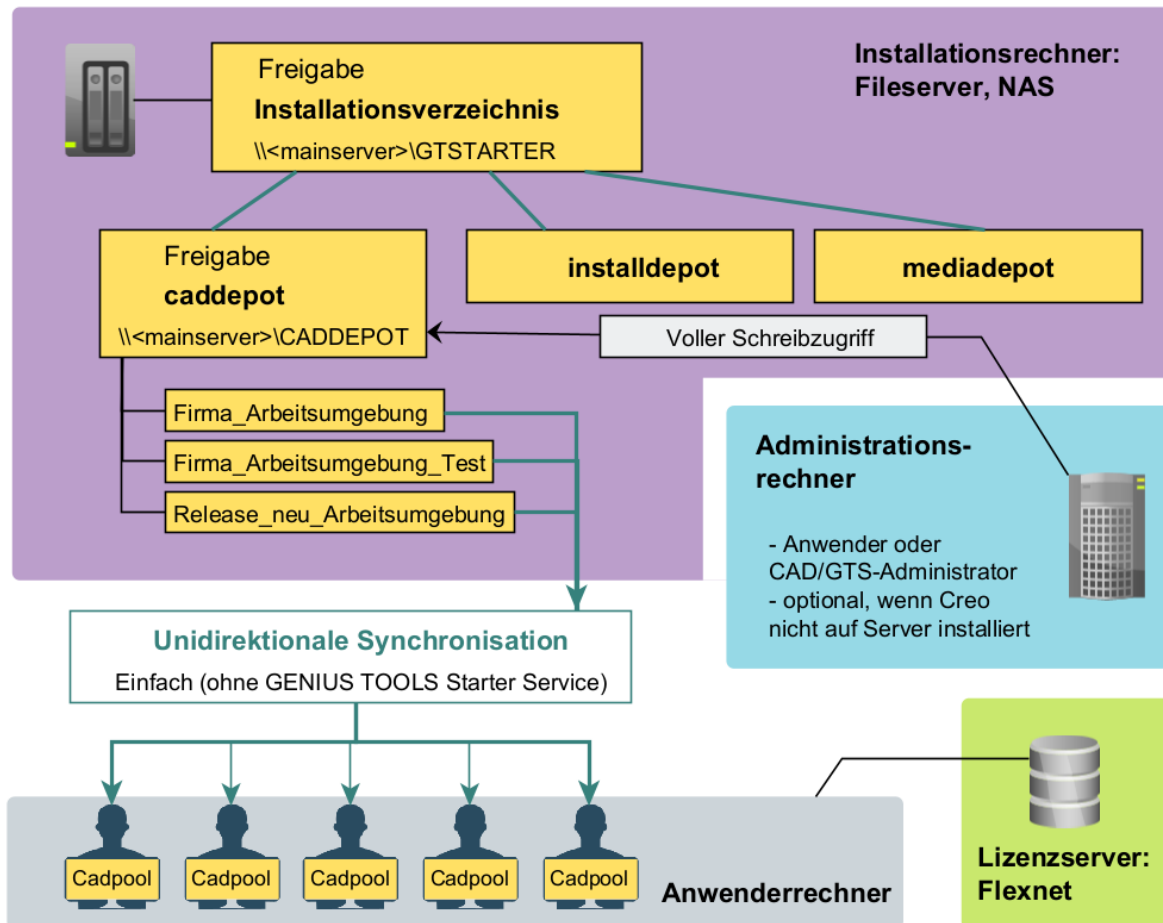 Installationsrechner:
Fileserver, NAS
Freigabe
Installationsverzeichnis
\\<mainserver>\GTSTARTER
Freigabe
caddepot
\\<mainserver>\CADDEPOT
installdepot
mediadepot
Voller Schreibzugriff
Firma_Arbeitsumgebung
Firma_Arbeitsumgebung_Test
Release_neu_Arbeitsumgebung
Administrations-
rechner
- Anwender oder
CAD/GTS-Administrator
- optional, wenn Creo
nicht auf Server installiert
Unidirektionale Synchronisation
Einfach (ohne GENIUS TOOLS Starter Service)
Cadpool
Cadpool
Cadpool
Cadpool
Cadpool
Anwenderrechner
Lizenzserver:
Flexnet